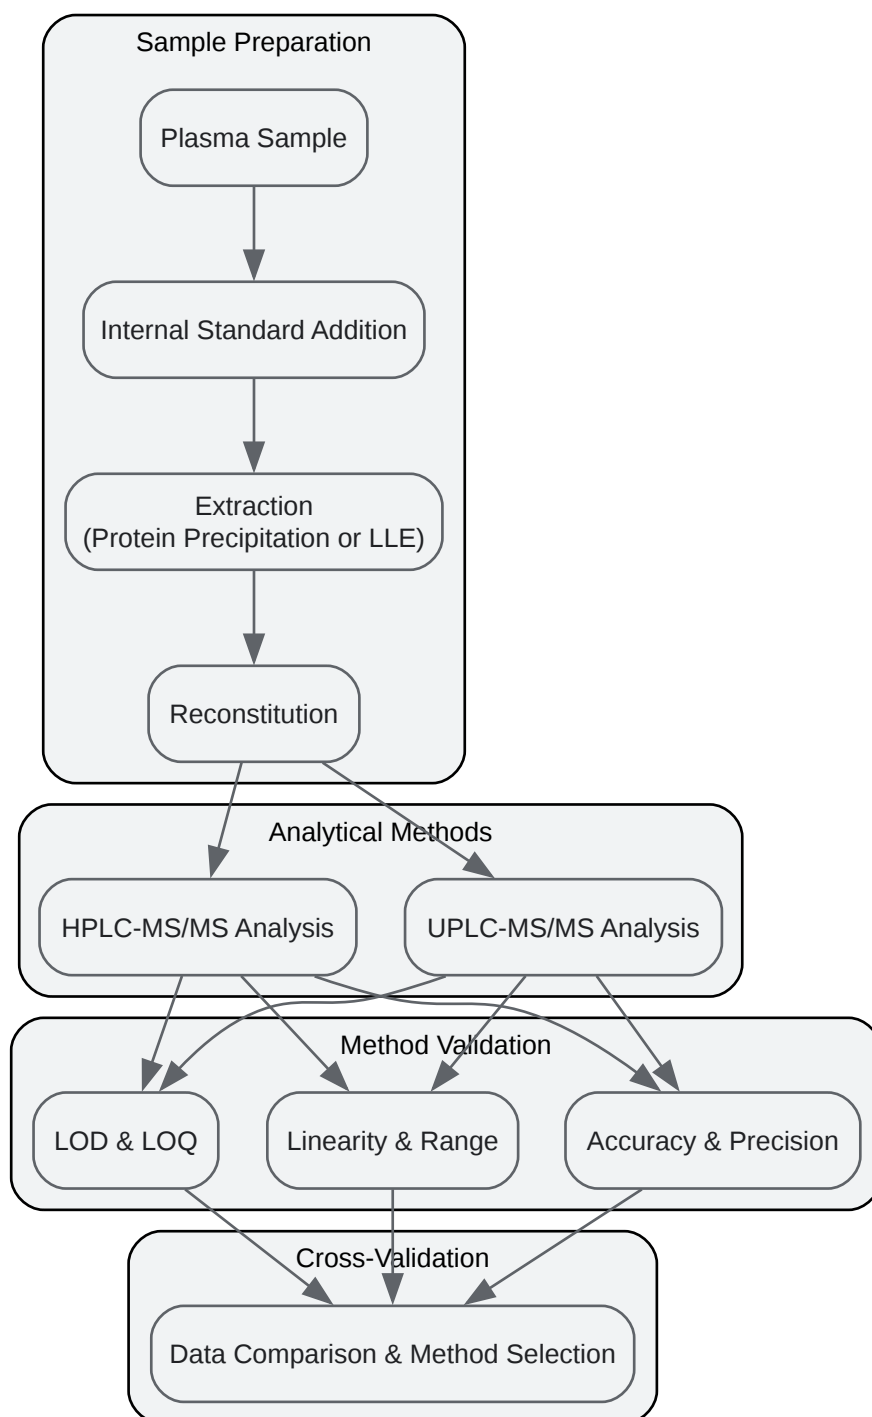 Sample Preparation
Plasma Sample
Internal Standard Addition
Extraction
(Protein Precipitation or LLE)
Reconstitution
Analytical Methods
HPLC-MS/MS Analysis
UPLC-MS/MS Analysis
Method Validation
LOD & LOQ
Linearity & Range
Accuracy & Precision
Cross-Validation
Data Comparison & Method Selection